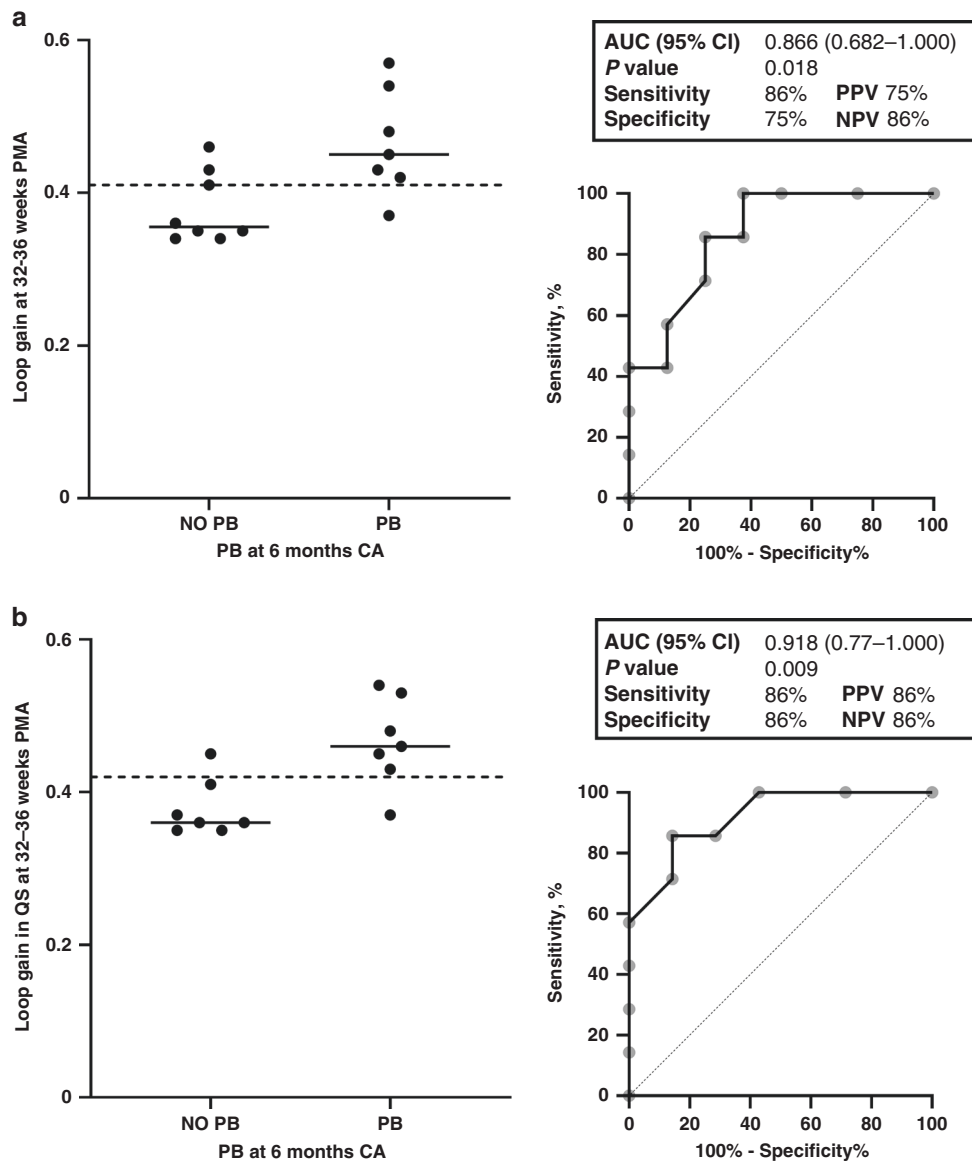 a
0.6
0.4
0.2
0
Loop gain at 32-36 weeks PMA
NO PB
PB
PB at 6 months CA
AUC (95% CI) 0.866 (0.682–1.000)
P value 0.018
Sensitivity 86% PPV 75%
Specificity 75% NPV 86%
100
80
60
40
20
0
Sensitivity, %
0 20 40 60 80 100
100% - Specificity%
b
0.6
0.4
0.2
0
Loop gain in QS at 32–36 weeks PMA
NO PB
PB
PB at 6 months CA
AUC (95% CI) 0.918 (0.77–1.000)
P value 0.009
Sensitivity 86% PPV 86%
Specificity 86% NPV 86%
100
80
60
40
20
0
Sensitivity, %
0 20 40 60 80 100
100% - Specificity%